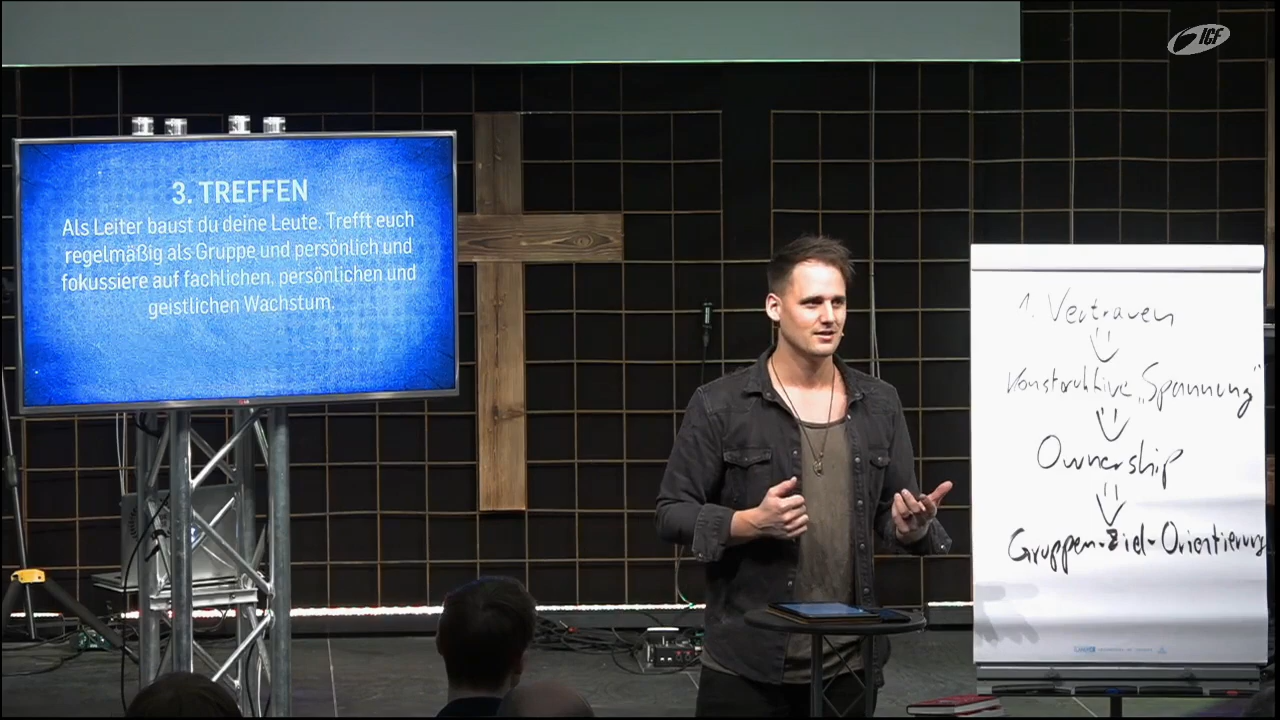 ICF
3. TREFFEN
Als Leiter baust du deine Leute. Trefft euch
regelmäßig als Gruppe und persönlich und
fokussiere auf fachlichen, persönlichen und
geistlichen Wachstum.
1. Vertrauen
Konstruktive „Spannung"
Ownership
Gruppen-Ziel-Orientierung